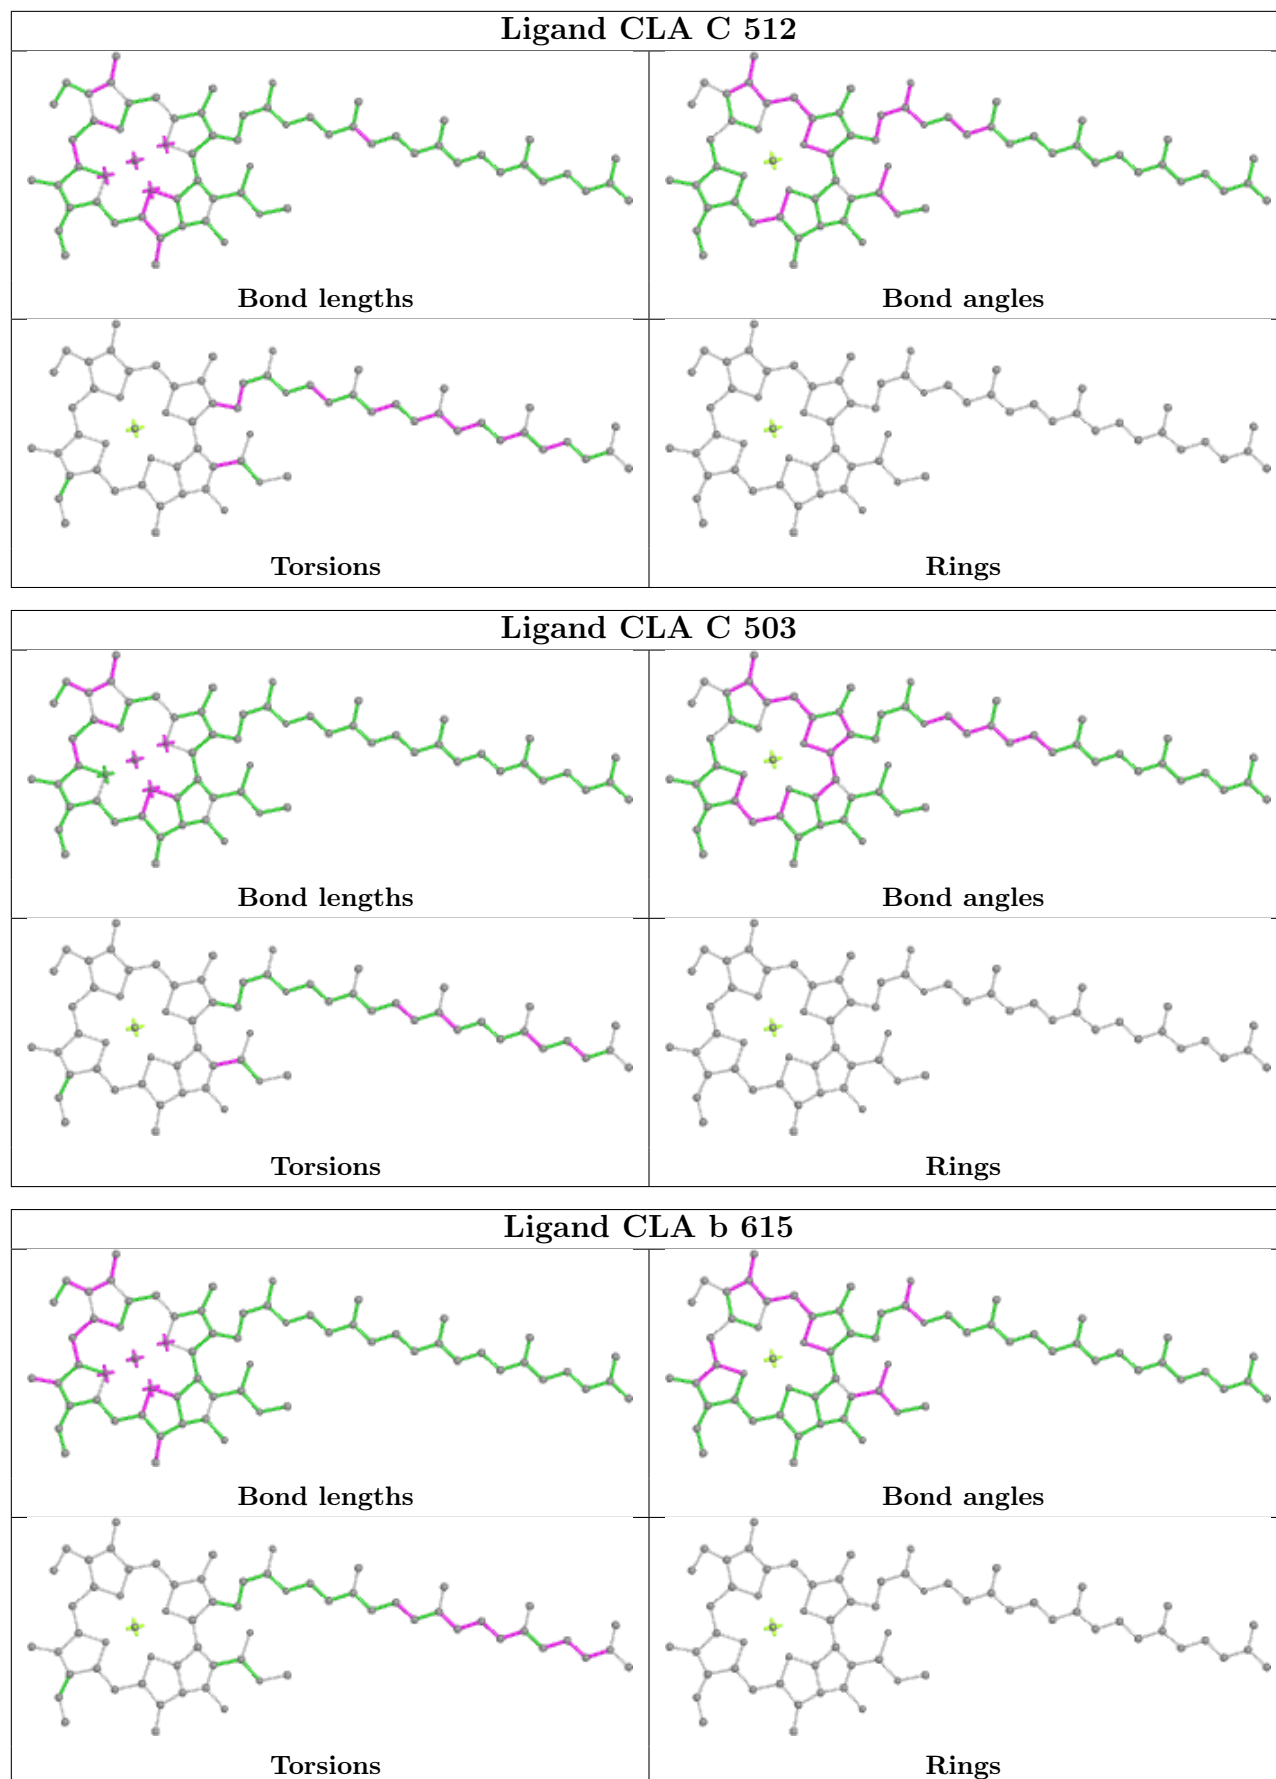 Ligand CLA C 512
Bond lengths
Bond angles
Torsions
Rings
Ligand CLA C 503
Bond lengths
Bond angles
Torsions
Rings
Ligand CLA b 615
Bond lengths
Bond angles
Torsions
Rings